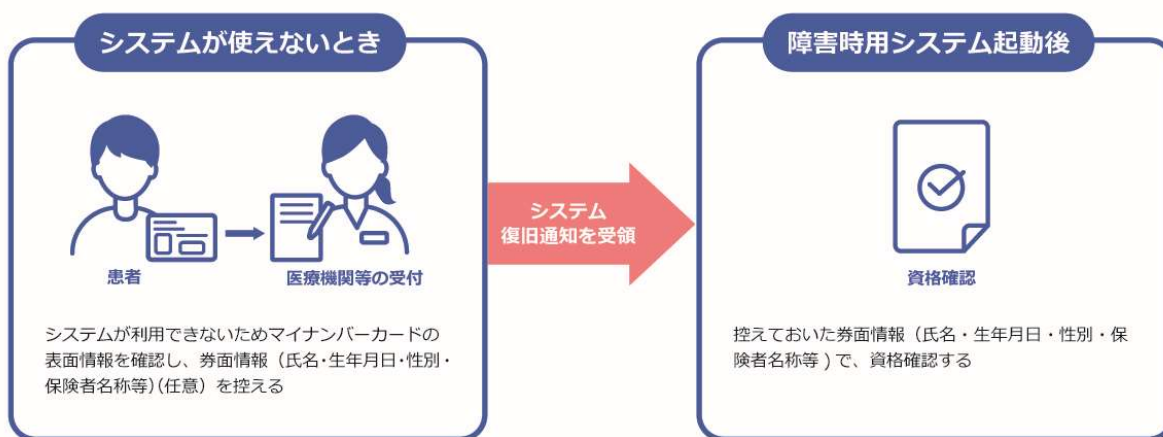 システムが使えないとき
患者
医療機関等の受付
システムが利用できないためマイナンバーカードの
表面情報を確認し、券面情報（氏名・生年月日・性別・
保険者名称等）（任意）を控える
システム
復旧通知を受領
障害時用システム起動後
資格確認
控えておいた券面情報（氏名・生年月日・性別・保
険者名称等 ) で、資格確認する